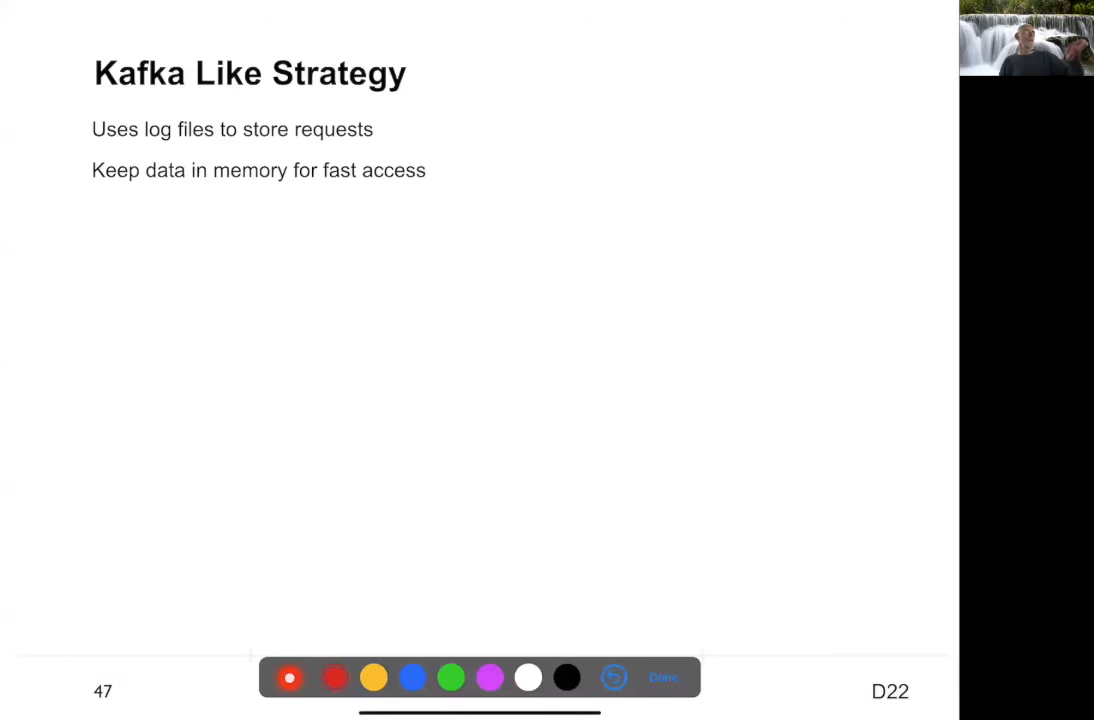 Kafka Like Strategy
Uses log files to store requests
Keep data in memory for fast access
Done
47
D22